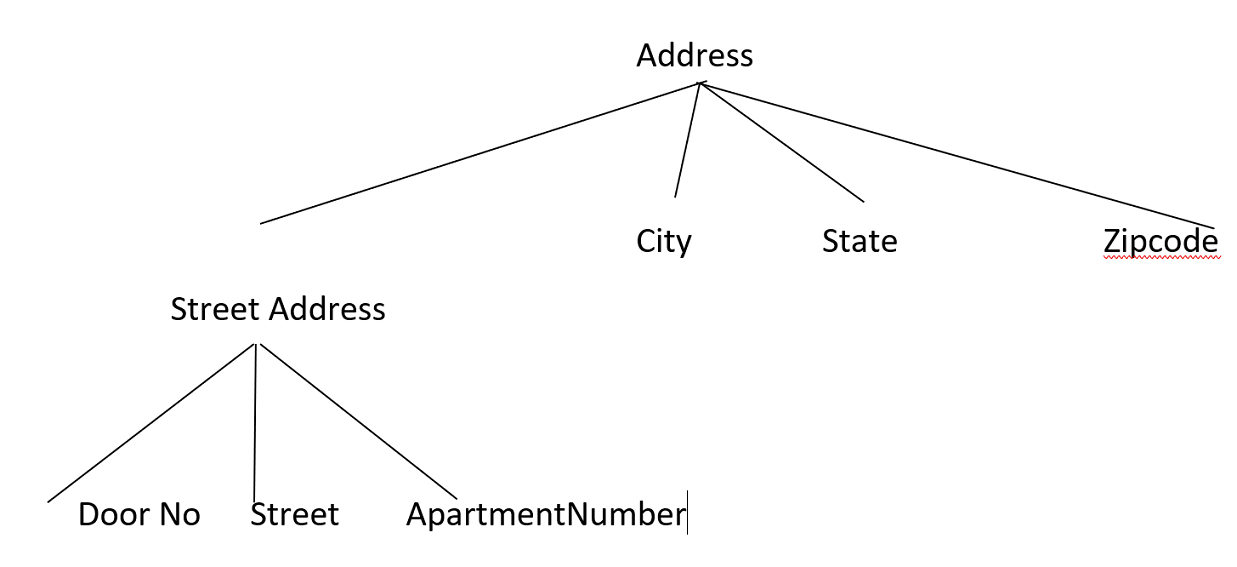 Address
City State Zipcode
Street Address
Door No Street ApartmentNumber